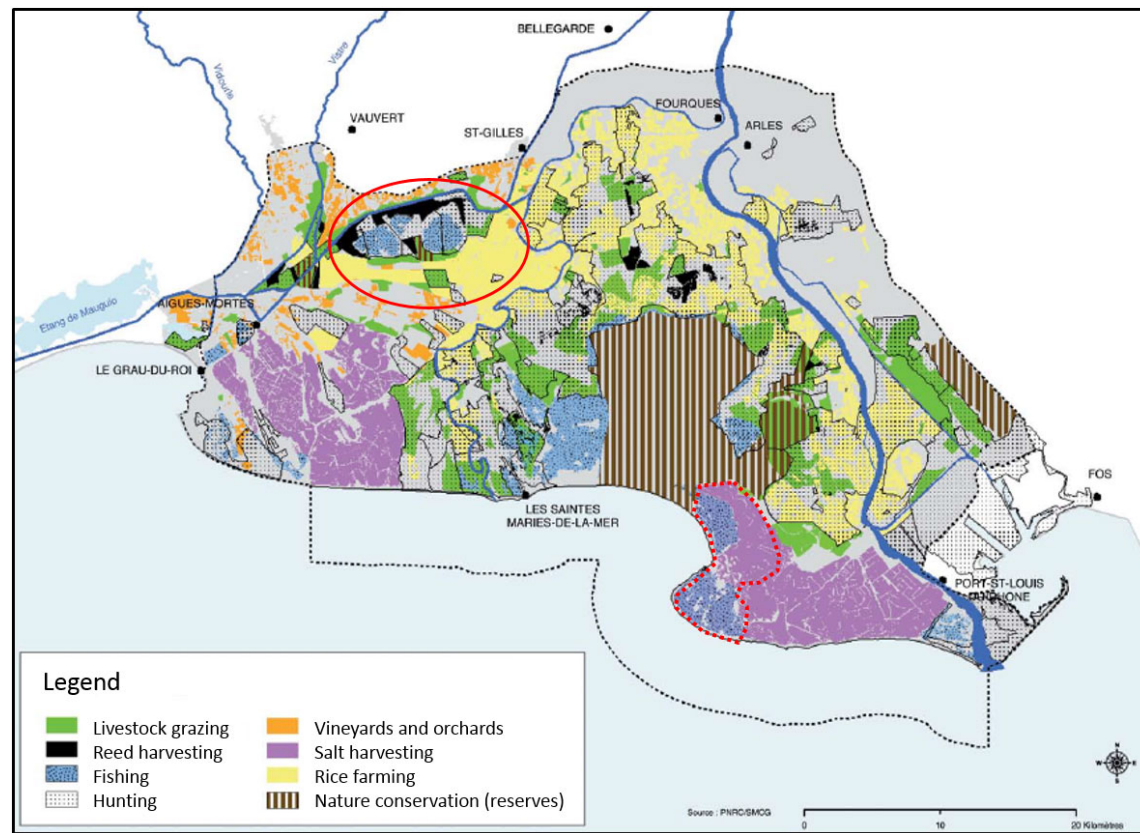 BELLEGARDE
Vidourle
Vistre
VAUVERT
ST-GILLES
FOURQUES
ARLES
Etang de Mauguio
AIGUES-MORTES
LE GRAU-DU-ROI
LES SAINTES
MARIES-DE-LA-MER
FOS
PORT-ST-LOUIS
Legend
Livestock grazing
Reed harvesting
Fishing
Hunting
Vineyards and orchards
Salt harvesting
Rice farming
Nature conservation (reserves)
Source : PNRC/SMCG
0 10 20 Kilomètres
N
W E
S